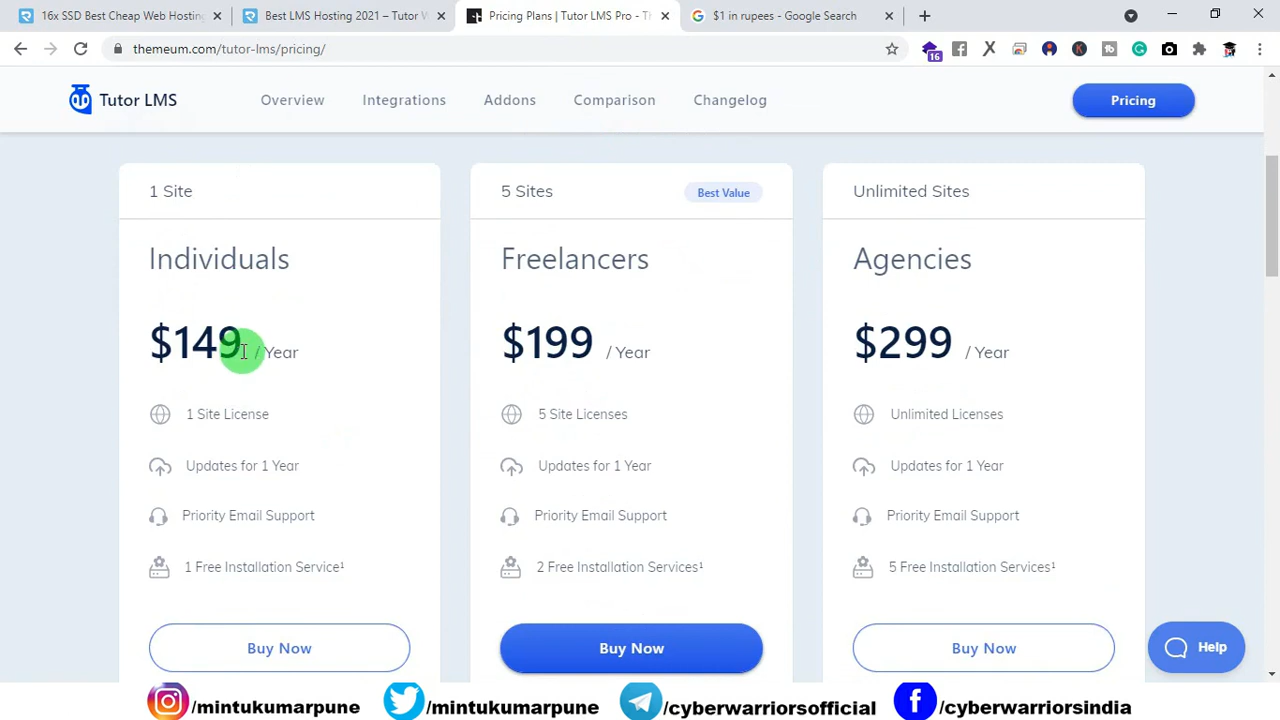 16x SSD Best Cheap Web Hosting
Best LMS Hosting 2021 – Tutor W
Pricing Plans | Tutor LMS Pro - Th
$1 in rupees - Google Search
themeum.com/tutor-lms/pricing/
16
Tutor LMS
Overview
Integrations
Addons
Comparison
Changelog
Pricing
1 Site
Individuals
$149 / Year
1 Site License
Updates for 1 Year
Priority Email Support
1 Free Installation Service¹
Buy Now
5 Sites
Best Value
Freelancers
$199 / Year
5 Site Licenses
Updates for 1 Year
Priority Email Support
2 Free Installation Services¹
Buy Now
Unlimited Sites
Agencies
$299 / Year
Unlimited Licenses
Updates for 1 Year
Priority Email Support
5 Free Installation Services¹
Buy Now
Help
/mintukumarpune
/mintukumarpune
/cyberwarriorsofficial
/cyberwarriorsindia